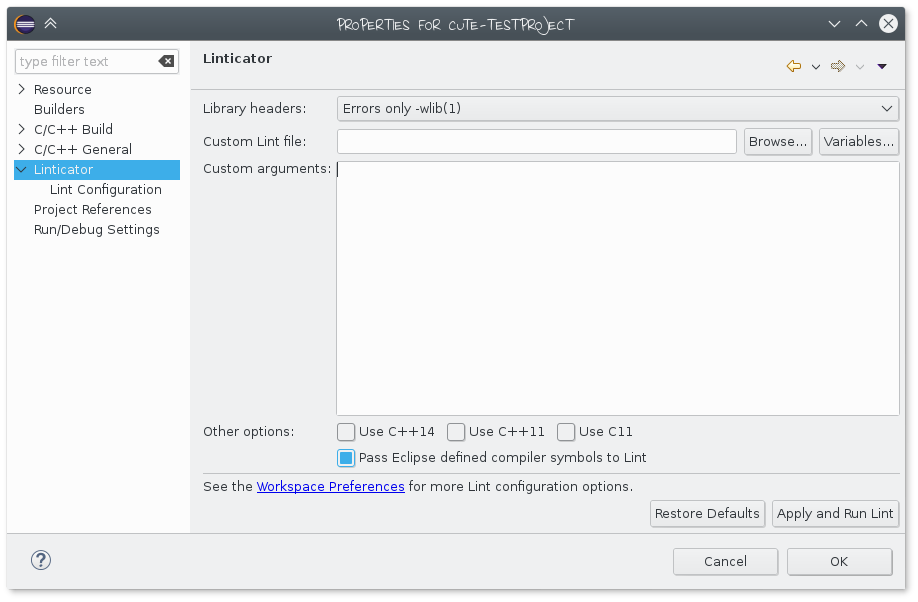 PROPERTIES FOR CUTE-TESTPROJECT
type filter text
Resource
Builders
C/C++ Build
C/C++ General
Linticator
Lint Configuration
Project References
Run/Debug Settings
Linticator
Library headers: Errors only -wlib(1)
Custom Lint file: Browse... Variables...
Custom arguments:
Other options: Use C++14 Use C++11 Use C11
Pass Eclipse defined compiler symbols to Lint
See the Workspace Preferences for more Lint configuration options.
Restore Defaults Apply and Run Lint
? Cancel OK